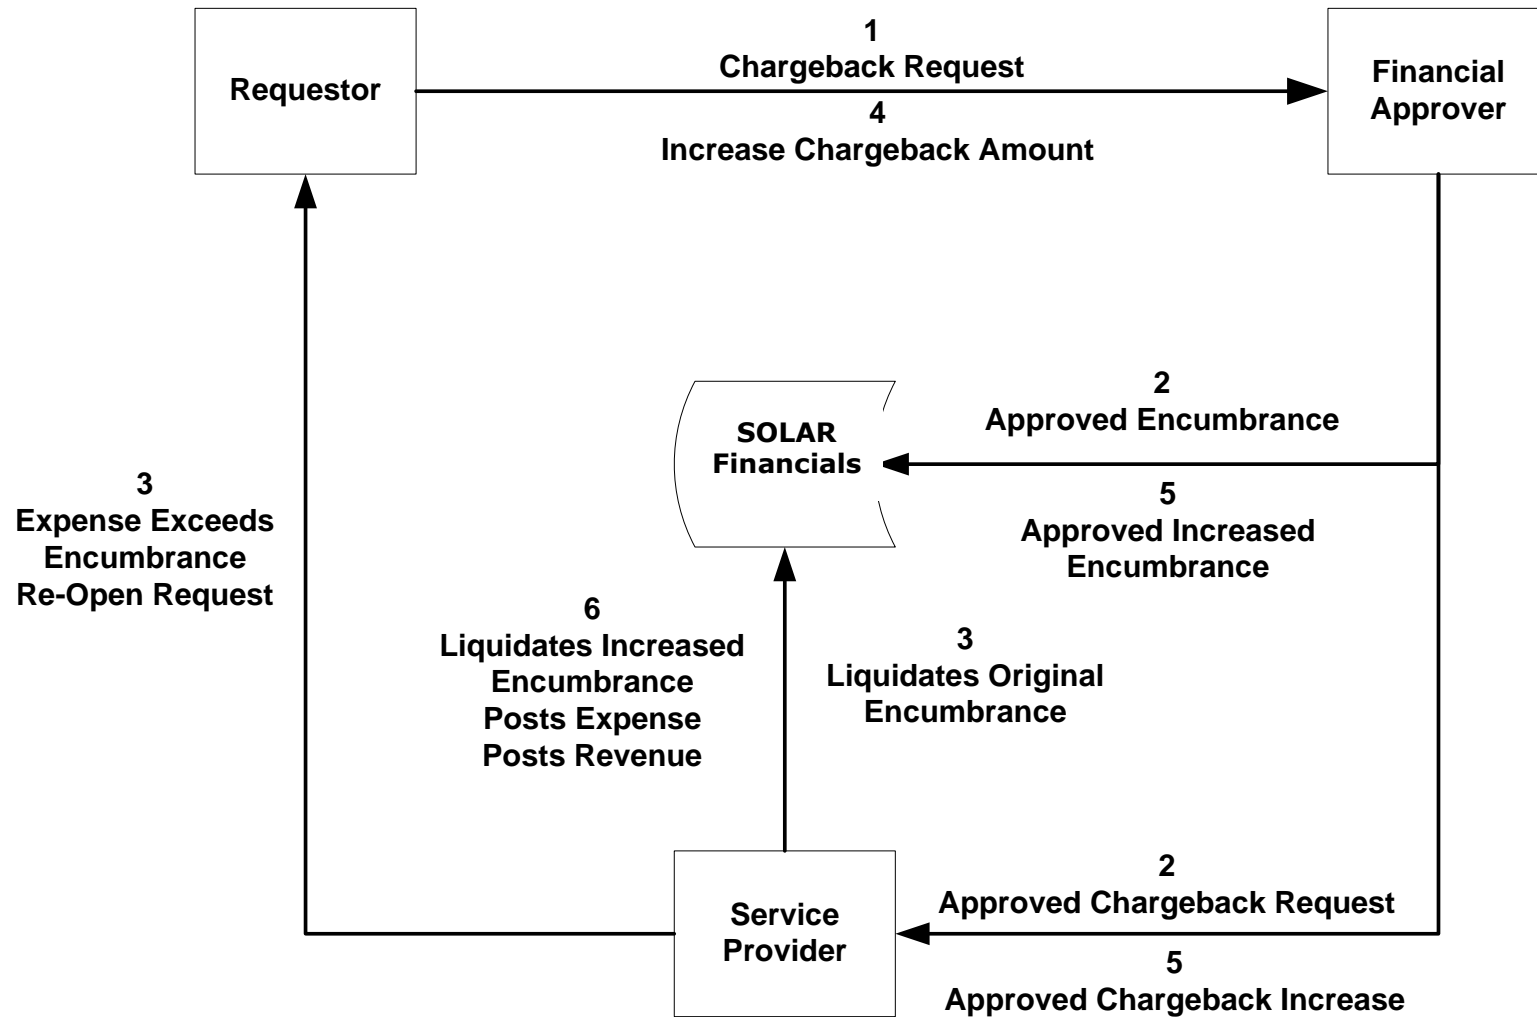 Requestor
1
Chargeback Request
4
Increase Chargeback Amount
Financial
Approver
2
Approved Encumbrance
5
Approved Increased
Encumbrance
SOLAR
Financials
3
Expense Exceeds
Encumbrance
Re-Open Request
6
Liquidates Increased
Encumbrance
Posts Expense
Posts Revenue
3
Liquidates Original
Encumbrance
Service
Provider
2
Approved Chargeback Request
5
Approved Chargeback Increase